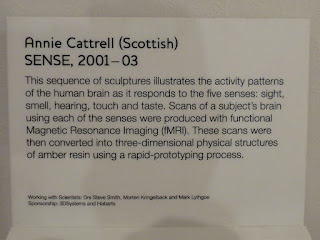 Annie Cattrell (Scottish)
SENSE, 2001–03
This sequence of sculptures illustrates the activity patterns
of the human brain as it responds to the five senses: sight,
smell, hearing, touch and taste. Scans of a subject's brain
using each of the senses were produced with functional
Magnetic Resonance Imaging (fMRI). These scans were
then converted into three-dimensional physical structures
of amber resin using a rapid-prototyping process.
Working with Scientists: Drs Steve Smith, Morten Kringelback and Mark Lythgoe
Sponsorship: 3DSystems and Hobarts